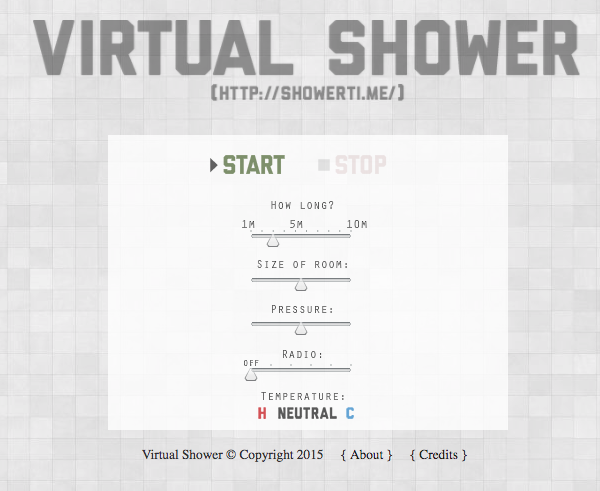 VIRTUAL SHOWER
(HTTP://SHOWERTI.ME/)
START STOP
How long?
1m 5m 10m
Size of room:
Pressure:
Radio:
OFF
Temperature:
H NEUTRAL C
Virtual Shower © Copyright 2015 { About } { Credits }